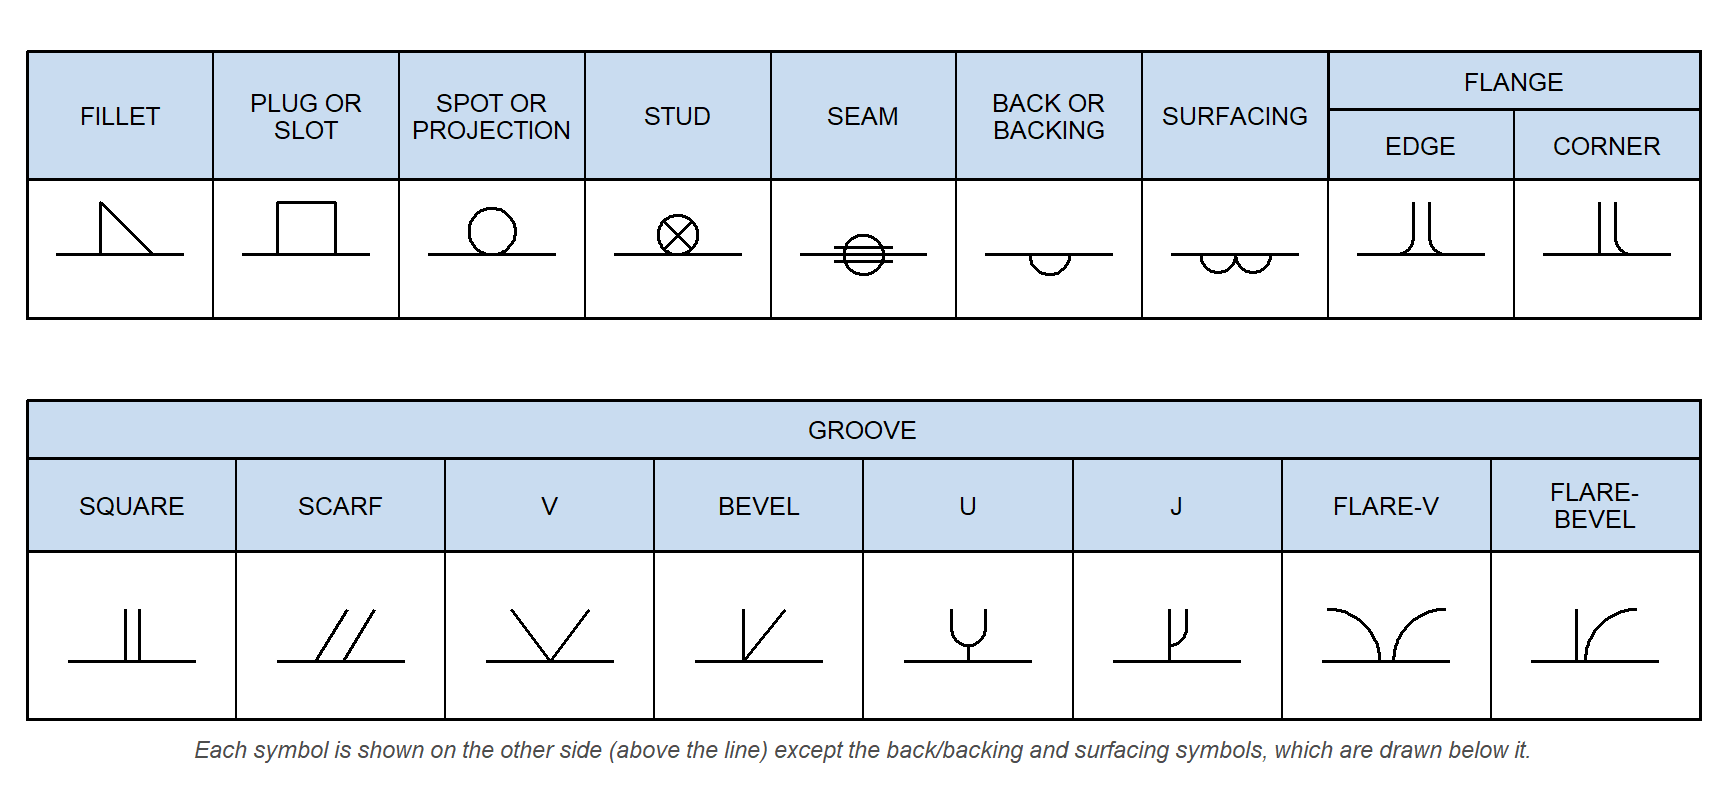 FILLET
PLUG OR
SLOT
SPOT OR
PROJECTION
STUD
SEAM
BACK OR
BACKING
SURFACING
FLANGE
EDGE
CORNER
GROOVE
SQUARE
SCARF
V
BEVEL
U
J
FLARE-V
FLARE-
BEVEL
Each symbol is shown on the other side (above the line) except the back/backing and surfacing symbols, which are drawn below it.